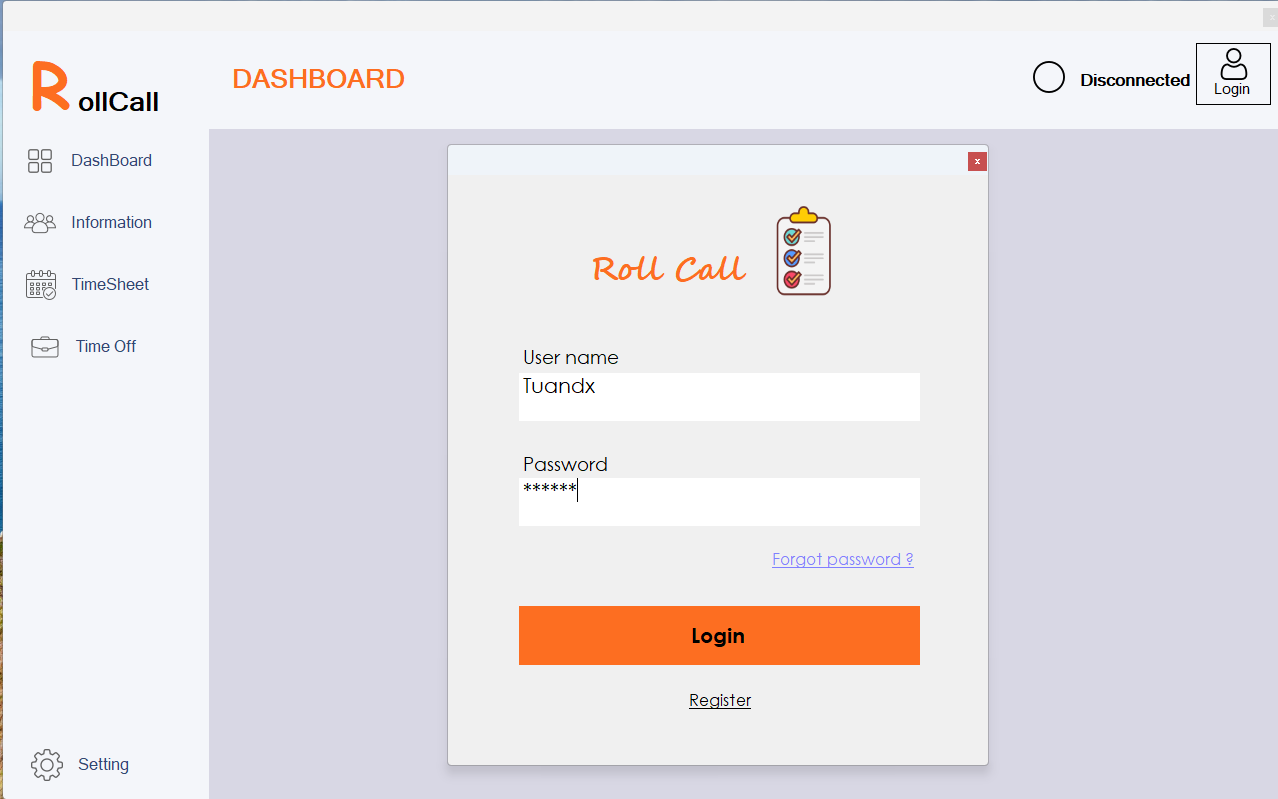 x
RollCall
DASHBOARD
Disconnected
Login
DashBoard
Information
TimeSheet
Time Off
Setting
x
Roll Call
User name
Tuandx
Password
******
Forgot password ?
Login
Register